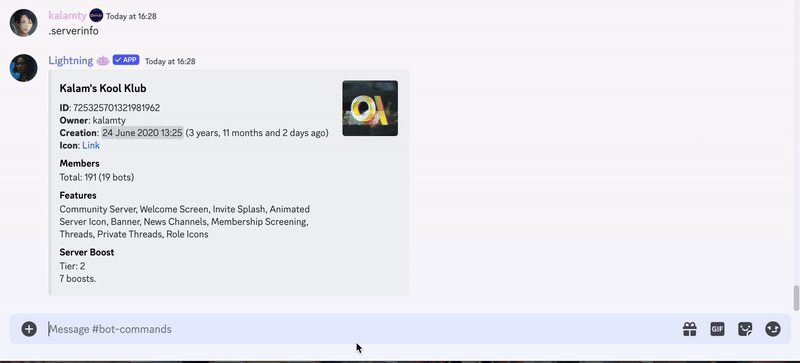 kalamty Today at 16:28
.serverinfo
Lightning APP Today at 16:28
Kalam's Kool Klub
ID: 725325701321981962
Owner: kalamty
Creation: 24 June 2020 13:25 (3 years, 11 months and 2 days ago)
Icon: Link
Members
Total: 191 (19 bots)
Features
Community Server, Welcome Screen, Invite Splash, Animated
Server Icon, Banner, News Channels, Membership Screening,
Threads, Private Threads, Role Icons
Server Boost
Tier: 2
7 boosts.
Message #bot-commands
GIF